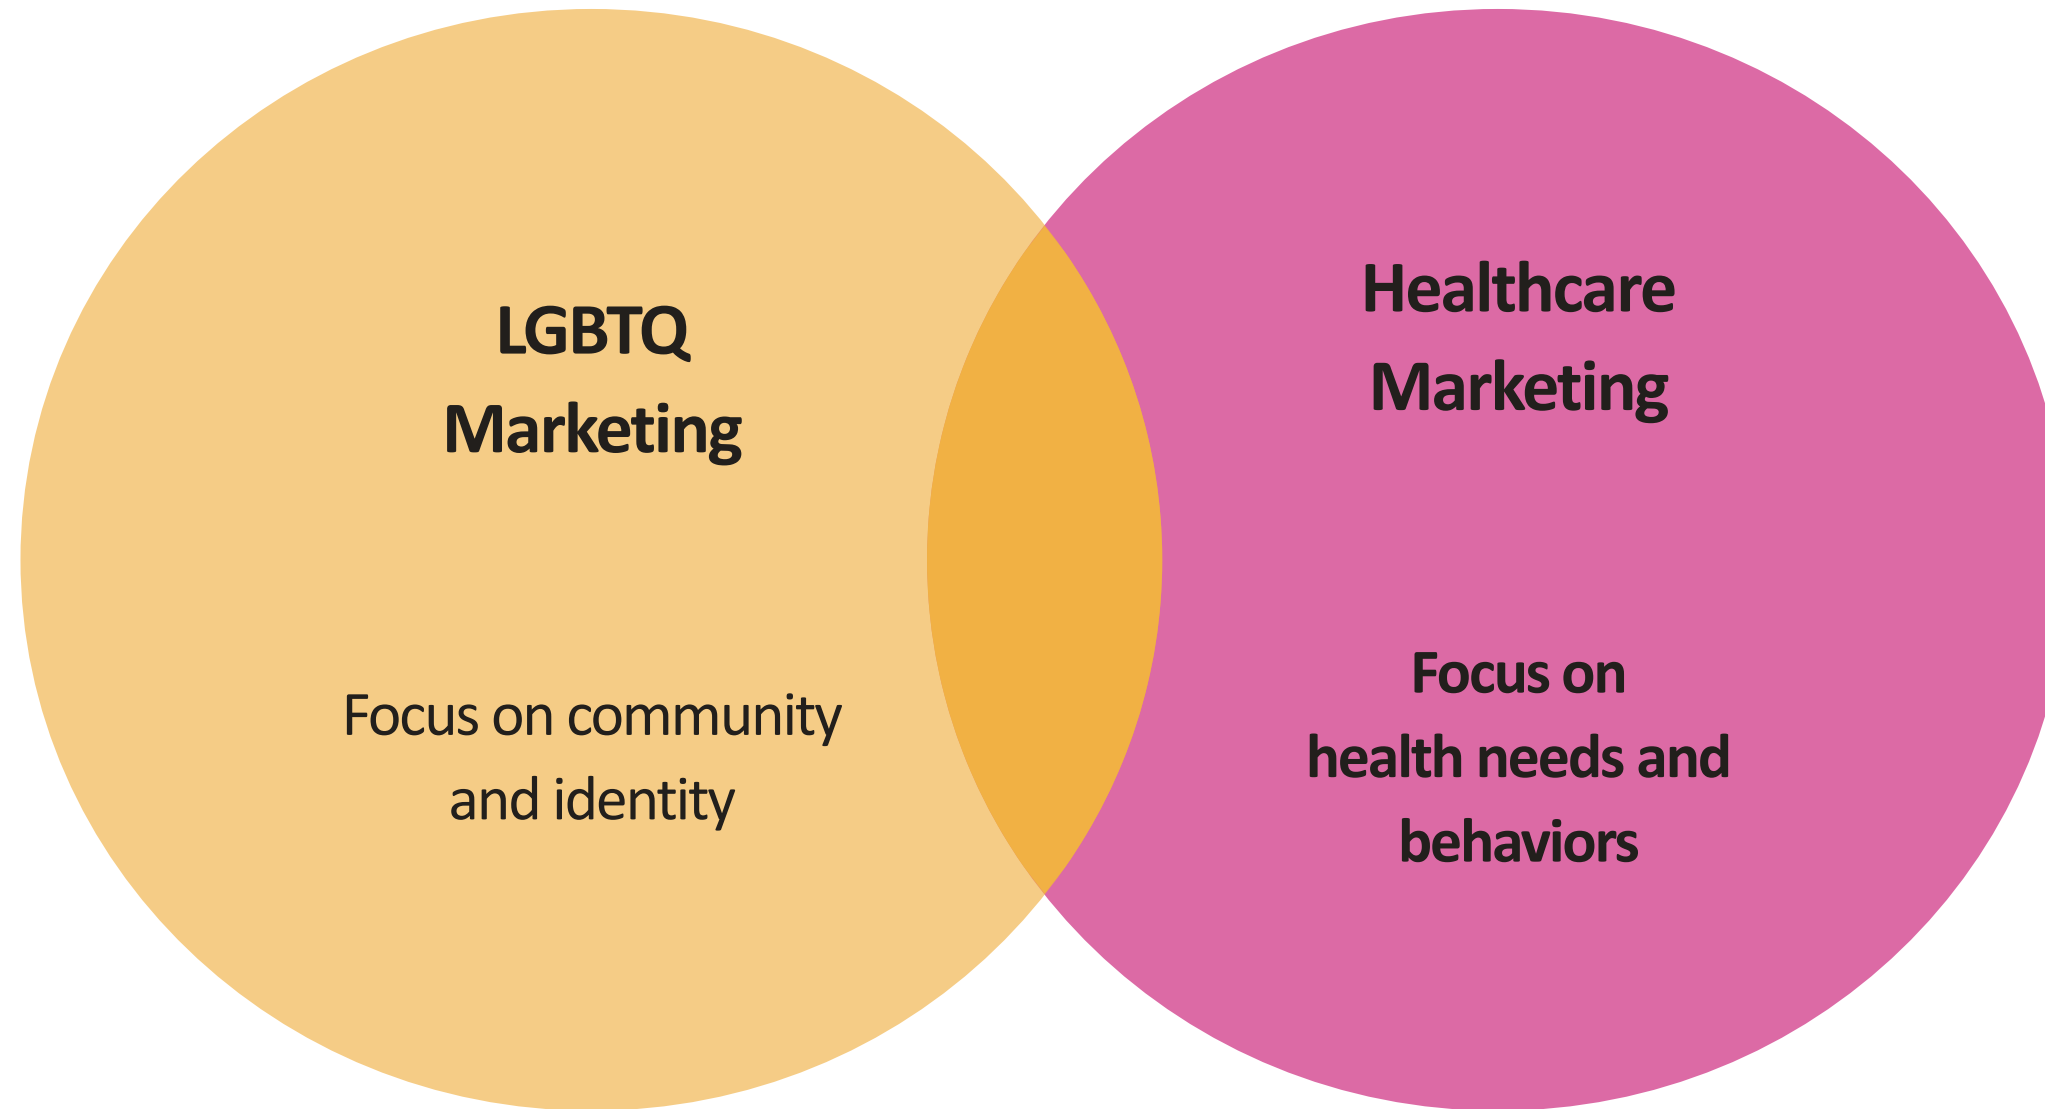 LGBTQ
Marketing
Focus on community
and identity
Healthcare
Marketing
Focus on
health needs and
behaviors